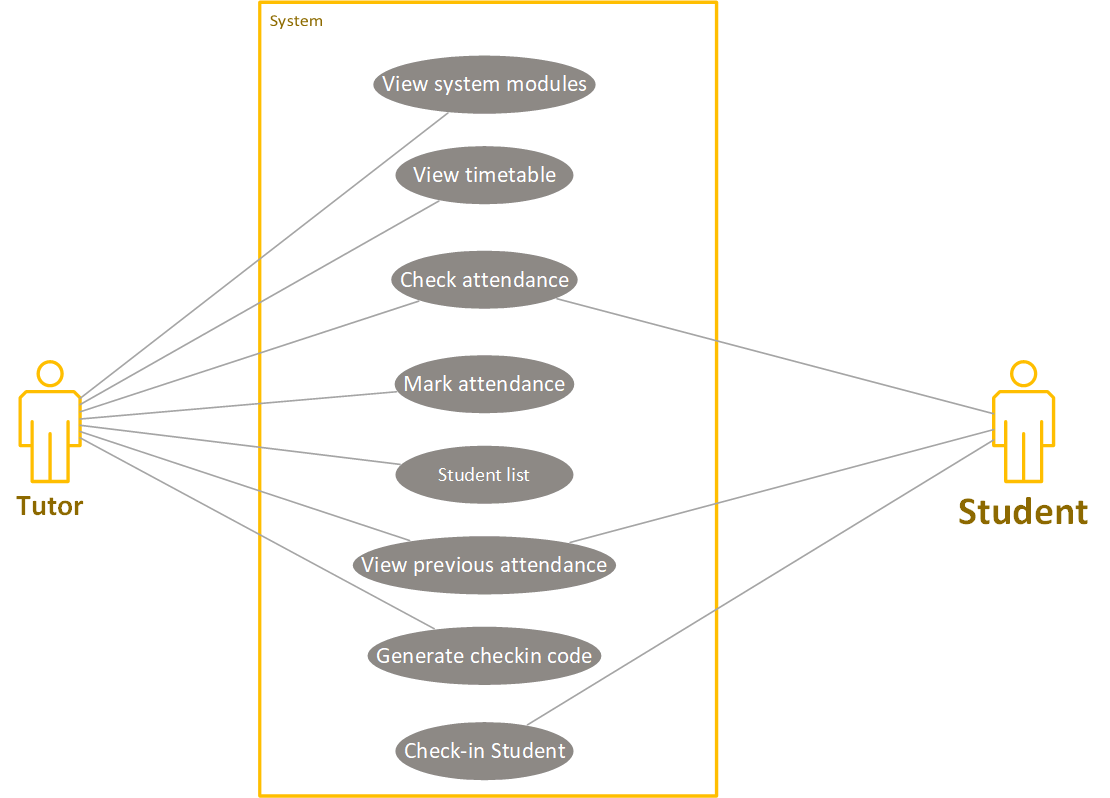 System
View system modules
View timetable
Check attendance
Mark attendance
Student list
View previous attendance
Generate checkin code
Check-in Student
Tutor
Student